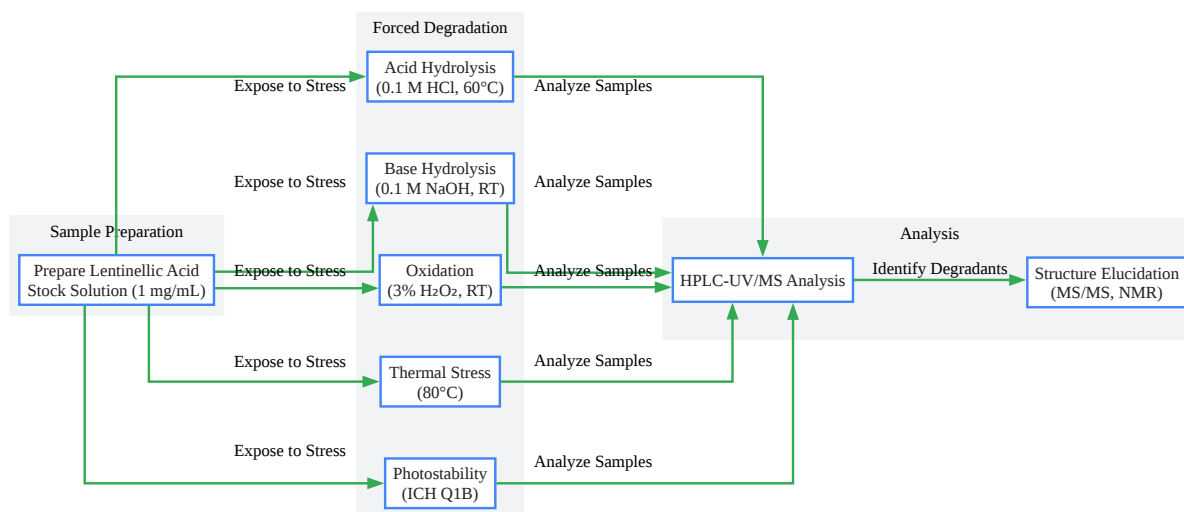 Forced Degradation
Acid Hydrolysis
(0.1 M HCl, 60°C)
Expose to Stress
Analyze Samples
Base Hydrolysis
(0.1 M NaOH, RT)
Expose to Stress
Analyze Samples
Sample Preparation
Analysis
Prepare Lentinellic Acid
Stock Solution (1 mg/mL)
Expose to Stress
Oxidation
(3% H₂O₂, RT)
Analyze Samples
HPLC-UV/MS Analysis
Identify Degradants
Structure Elucidation
(MS/MS, NMR)
Expose to Stress
Thermal Stress
(80°C)
Analyze Samples
Expose to Stress
Photostability
(ICH Q1B)
Analyze Samples